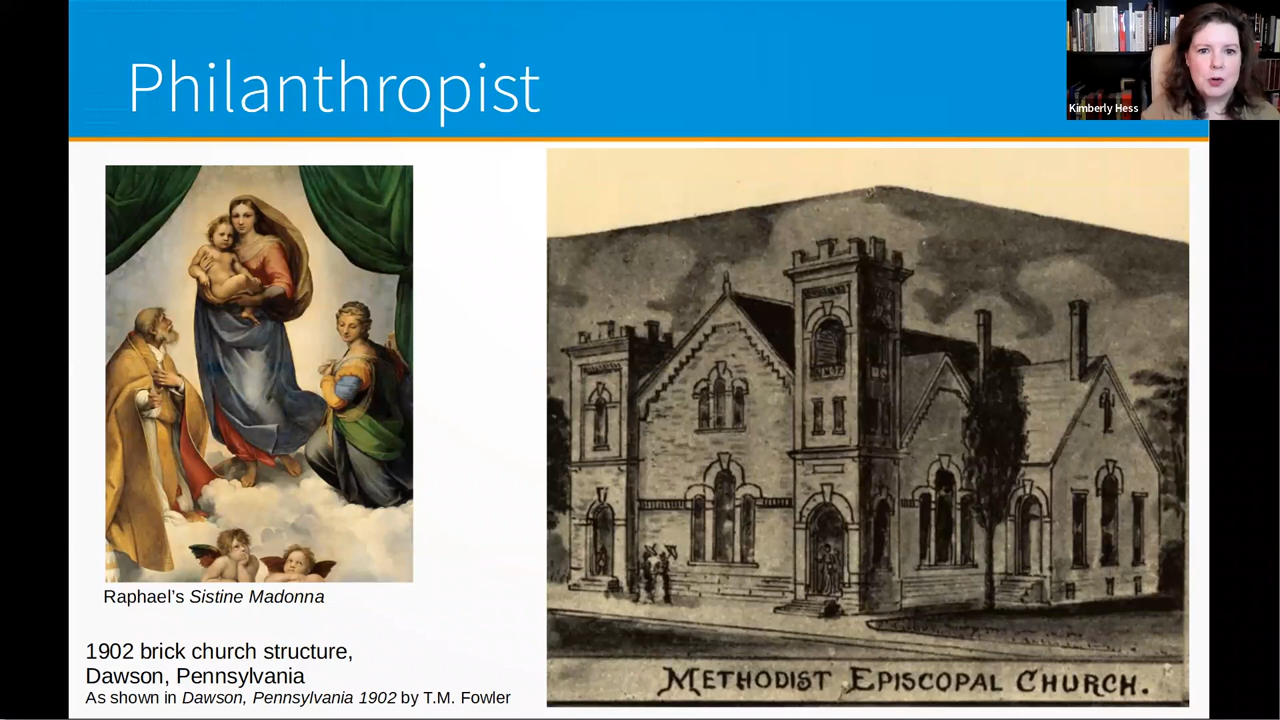 Philanthropist
Kimberly Hess
Raphael's Sistine Madonna
1902 brick church structure,
Dawson, Pennsylvania
As shown in Dawson, Pennsylvania 1902 by T.M. Fowler
METHODIST EPISCOPAL CHURCH.